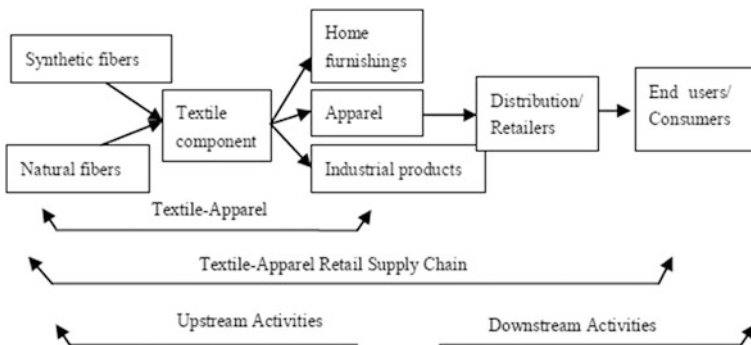 Synthetic fibers
Natural fibers
Textile
component
Home
furnishings
Apparel
Industrial products
Distribution/
Retailers
End users/
Consumers
Textile-Apparel
Textile-Apparel Retail Supply Chain
Upstream Activities
Downstream Activities